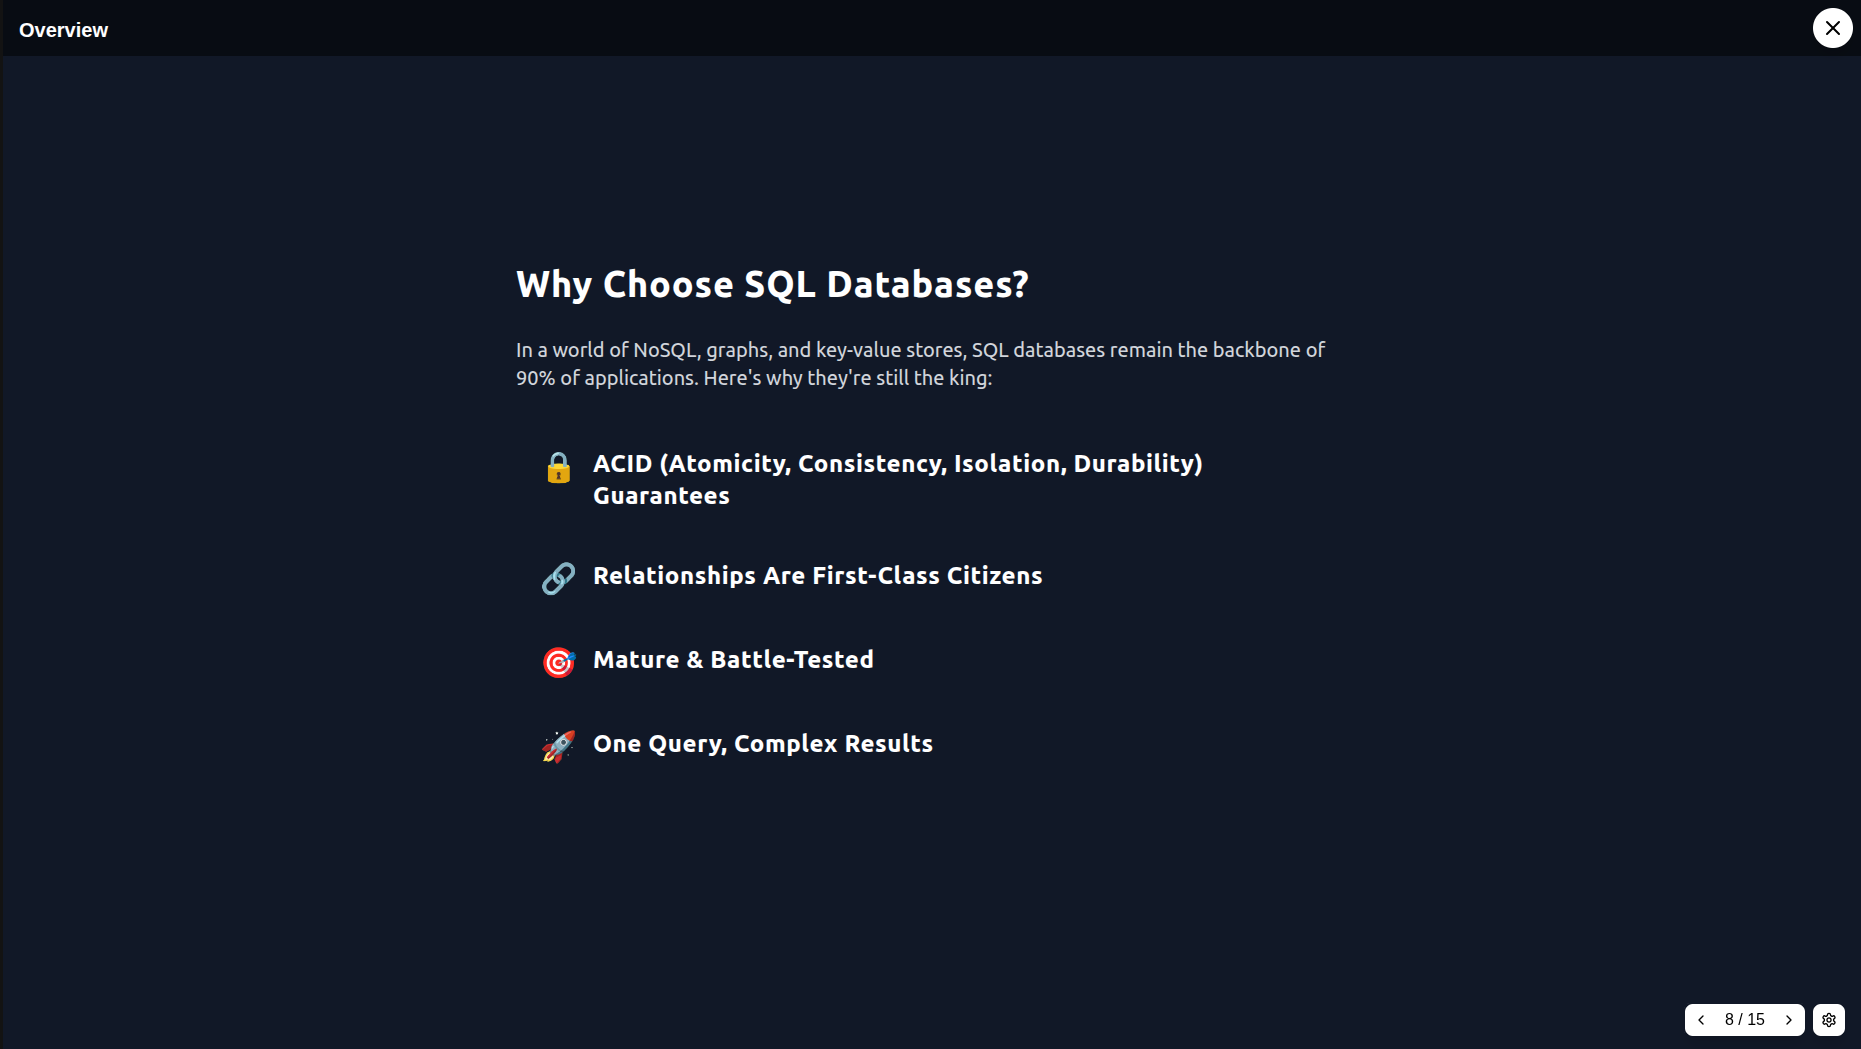 Overview
Why Choose SQL Databases?
In a world of NoSQL, graphs, and key-value stores, SQL databases remain the backbone of
90% of applications. Here's why they're still the king:
ACID (Atomicity, Consistency, Isolation, Durability)
Guarantees
Relationships Are First-Class Citizens
Mature & Battle-Tested
One Query, Complex Results
8 / 15